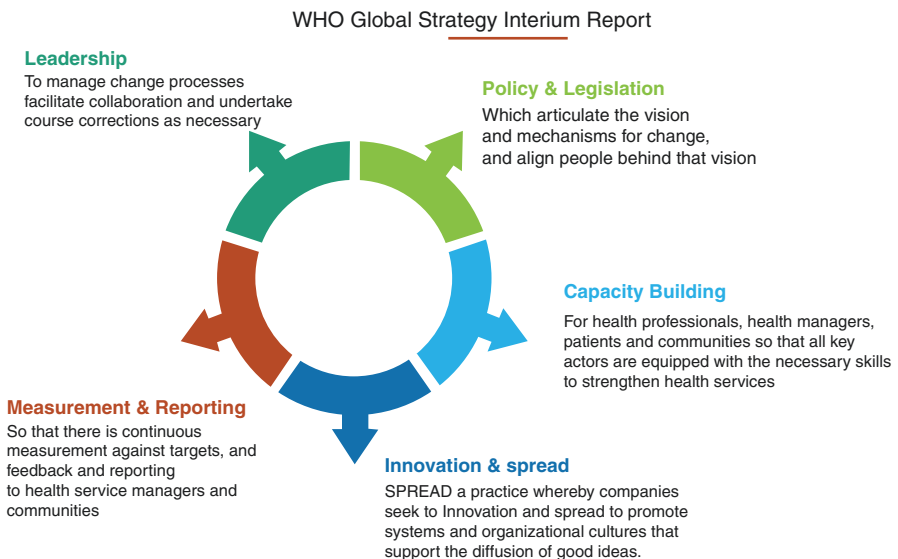 WHO Global Strategy Interium Report
Leadership
To manage change processes
facilitate collaboration and undertake
course corrections as necessary
Policy & Legislation
Which articulate the vision
and mechanisms for change,
and align people behind that vision
Capacity Building
For health professionals, health managers,
patients and communities so that all key
actors are equipped with the necessary skills
to strengthen health services
Measurement & Reporting
So that there is continuous
measurement against targets, and
feedback and reporting
to health service managers and
communities
Innovation & spread
SPREAD a practice whereby companies
seek to Innovation and spread to promote
systems and organizational cultures that
support the diffusion of good ideas.